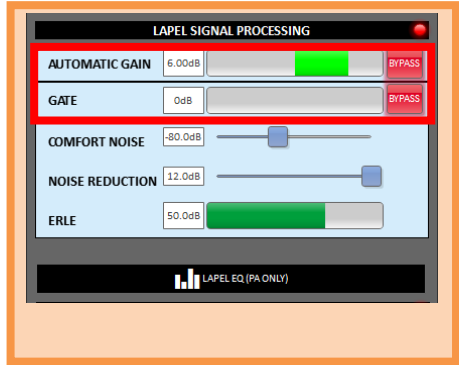 LAPEL SIGNAL PROCESSING
AUTOMATIC GAIN 6.00dB BYPASS
GATE 0dB BYPASS
COMFORT NOISE -80.0dB
NOISE REDUCTION 12.0dB
ERLE 50.0dB
LAPEL EQ (PA ONLY)